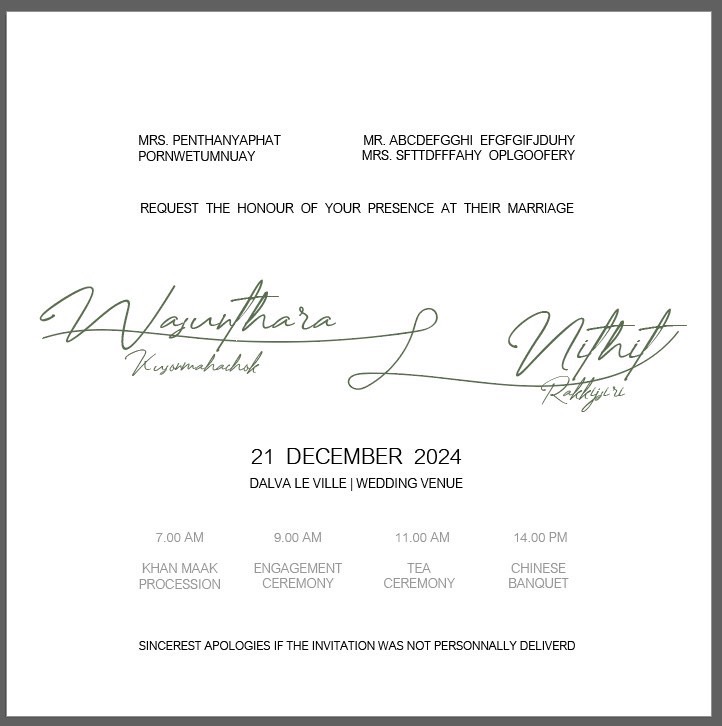 MRS. PENTHANYAPHAT
PORNWETUMNUAY
MR. ABCDEFGGHI EFGFGIFJDUHY
MRS. SFTTDFFFAHY OPLGOOFERY
REQUEST THE HONOUR OF YOUR PRESENCE AT THEIR MARRIAGE
Wasunthara
Kusonmahachok
Nithit
Rakkijsiri
21 DECEMBER 2024
DALVA LE VILLE | WEDDING VENUE
7.00 AM
KHAN MAAK
PROCESSION
9.00 AM
ENGAGEMENT
CEREMONY
11.00 AM
TEA
CEREMONY
14.00 PM
CHINESE
BANQUET
SINCEREST APOLOGIES IF THE INVITATION WAS NOT PERSONNALLY DELIVERD